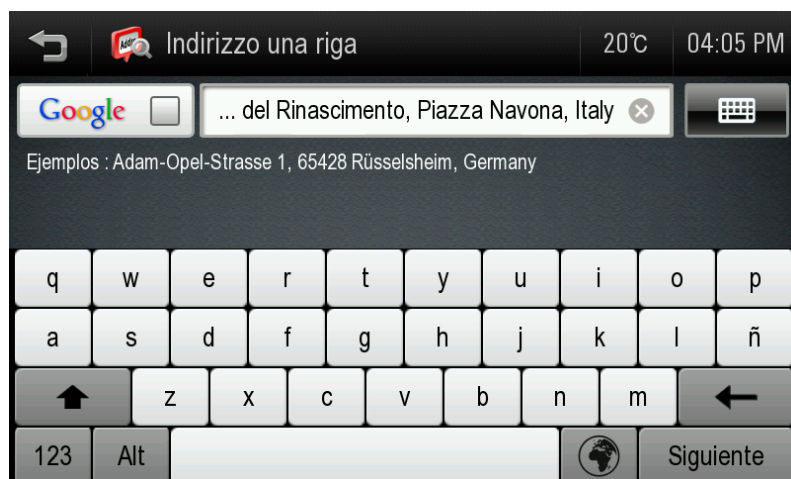 Indirizzo una riga 20℃ 04:05 PM
Google ... del Rinascimento, Piazza Navona, Italy
Ejemplos : Adam-Opel-Strasse 1, 65428 Rüsselsheim, Germany
q w e r t y u i o p
a s d f g h j k l ñ
z x c v b n m
123 Alt Siguiente